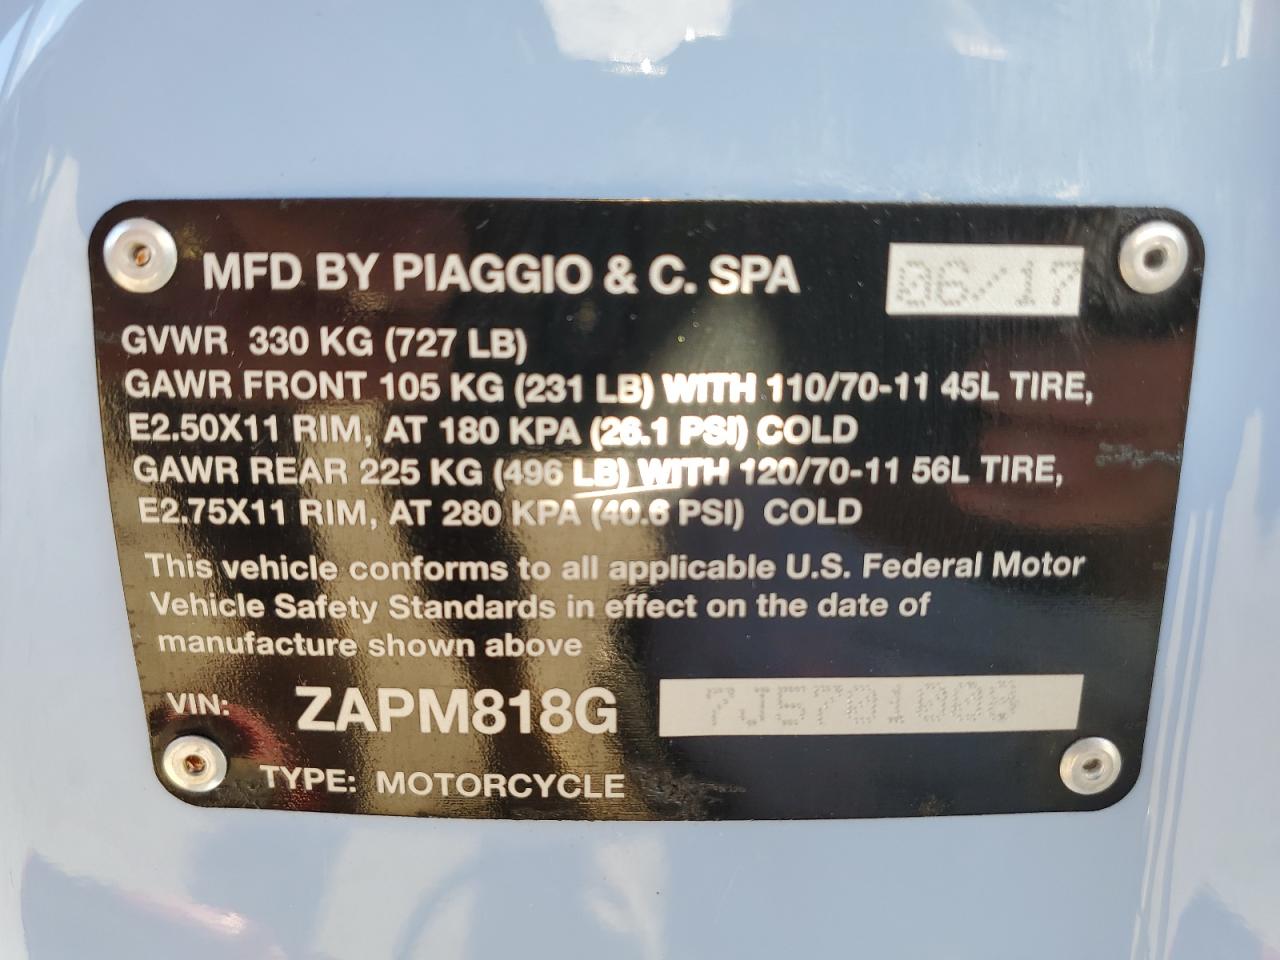 MFD BY PIAGGIO & C. SPA 06/17
GVWR 330 KG (727 LB)
GAWR FRONT 105 KG (231 LB) WITH 110/70-11 45L TIRE,
E2.50X11 RIM, AT 180 KPA (26.1 PSI) COLD
GAWR REAR 225 KG (496 LB) WITH 120/70-11 56L TIRE,
E2.75X11 RIM, AT 280 KPA (40.6 PSI) COLD
This vehicle conforms to all applicable U.S. Federal Motor
Vehicle Safety Standards in effect on the date of
manufacture shown above
VIN: ZAPM818G
TYPE: MOTORCYCLE